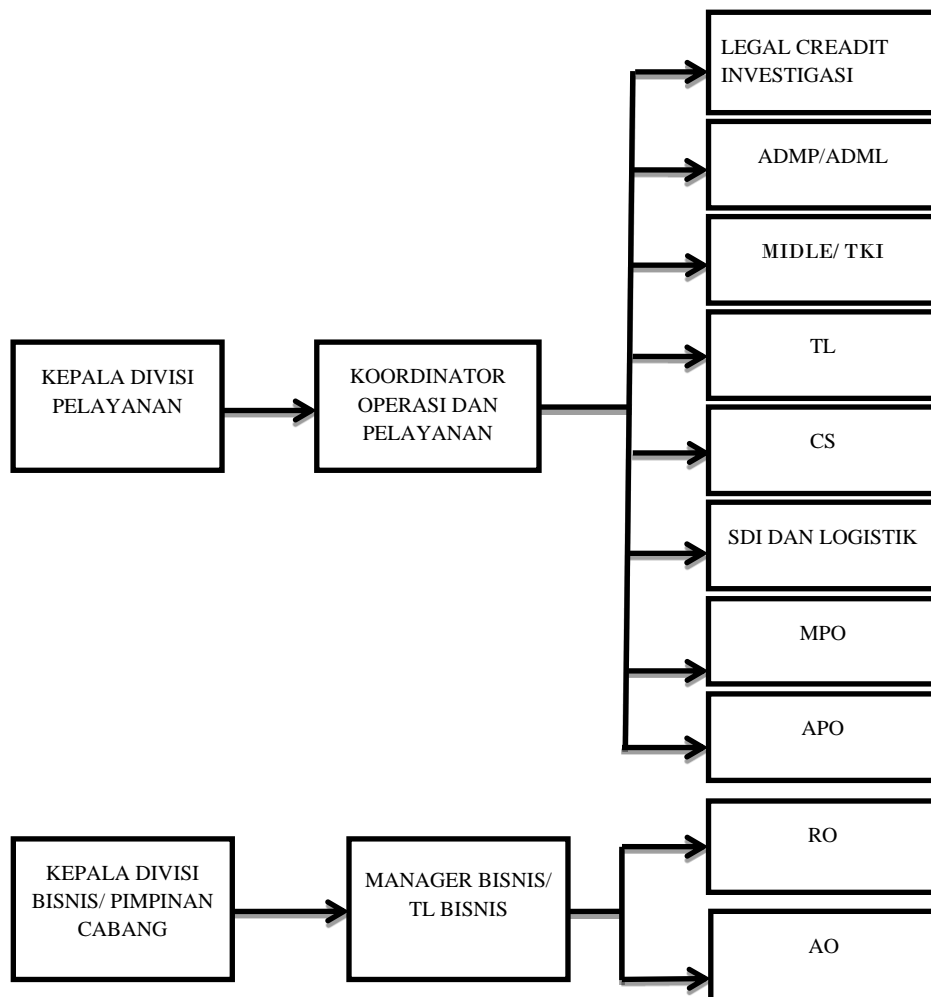 LEGAL CREADIT
INVESTIGASI
ADMP/ADML
MIDLE/ TKI
TL
KEPALA DIVISI
PELAYANAN
KOORDINATOR
OPERASI DAN
PELAYANAN
CS
SDI DAN LOGISTIK
MPO
APO
RO
KEPALA DIVISI
BISNIS/ PIMPINAN
CABANG
MANAGER BISNIS/
TL BISNIS
AO